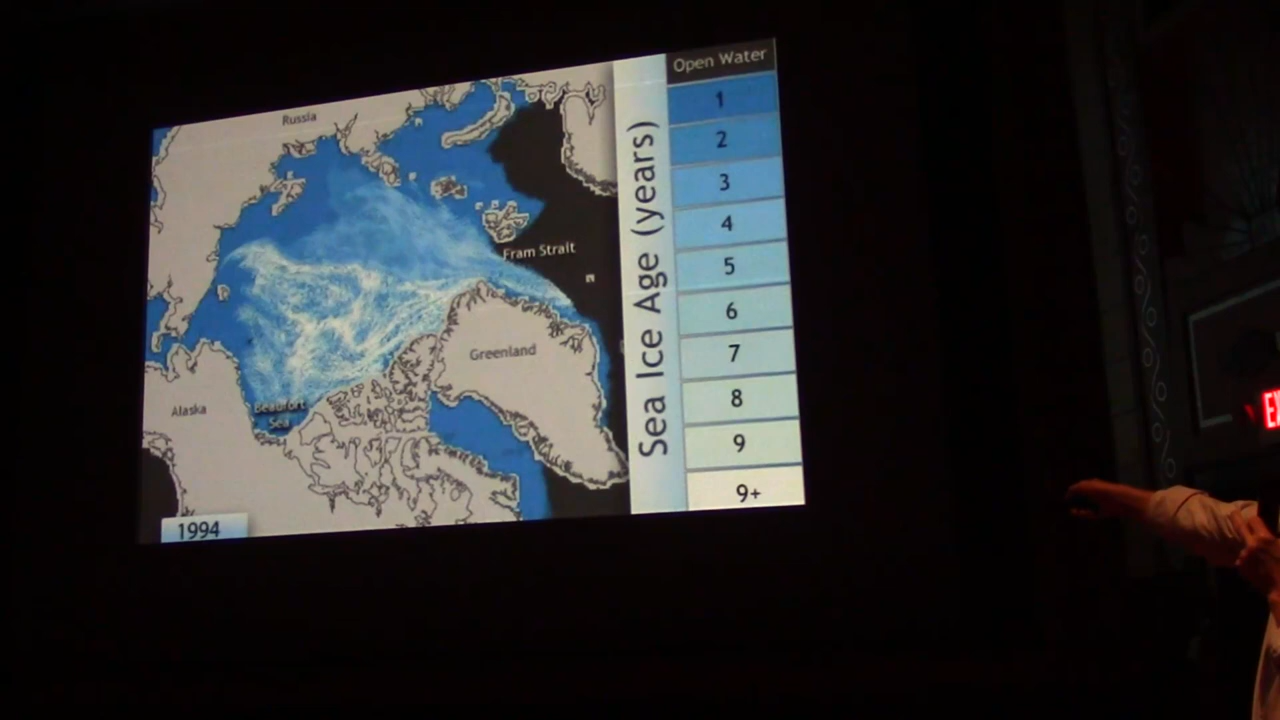 Open Water
1
2
3
4
5
6
7
8
9
9+
Sea Ice Age (years)
Russia
Fram Strait
Greenland
Alaska
Beaufort
Sea
1994